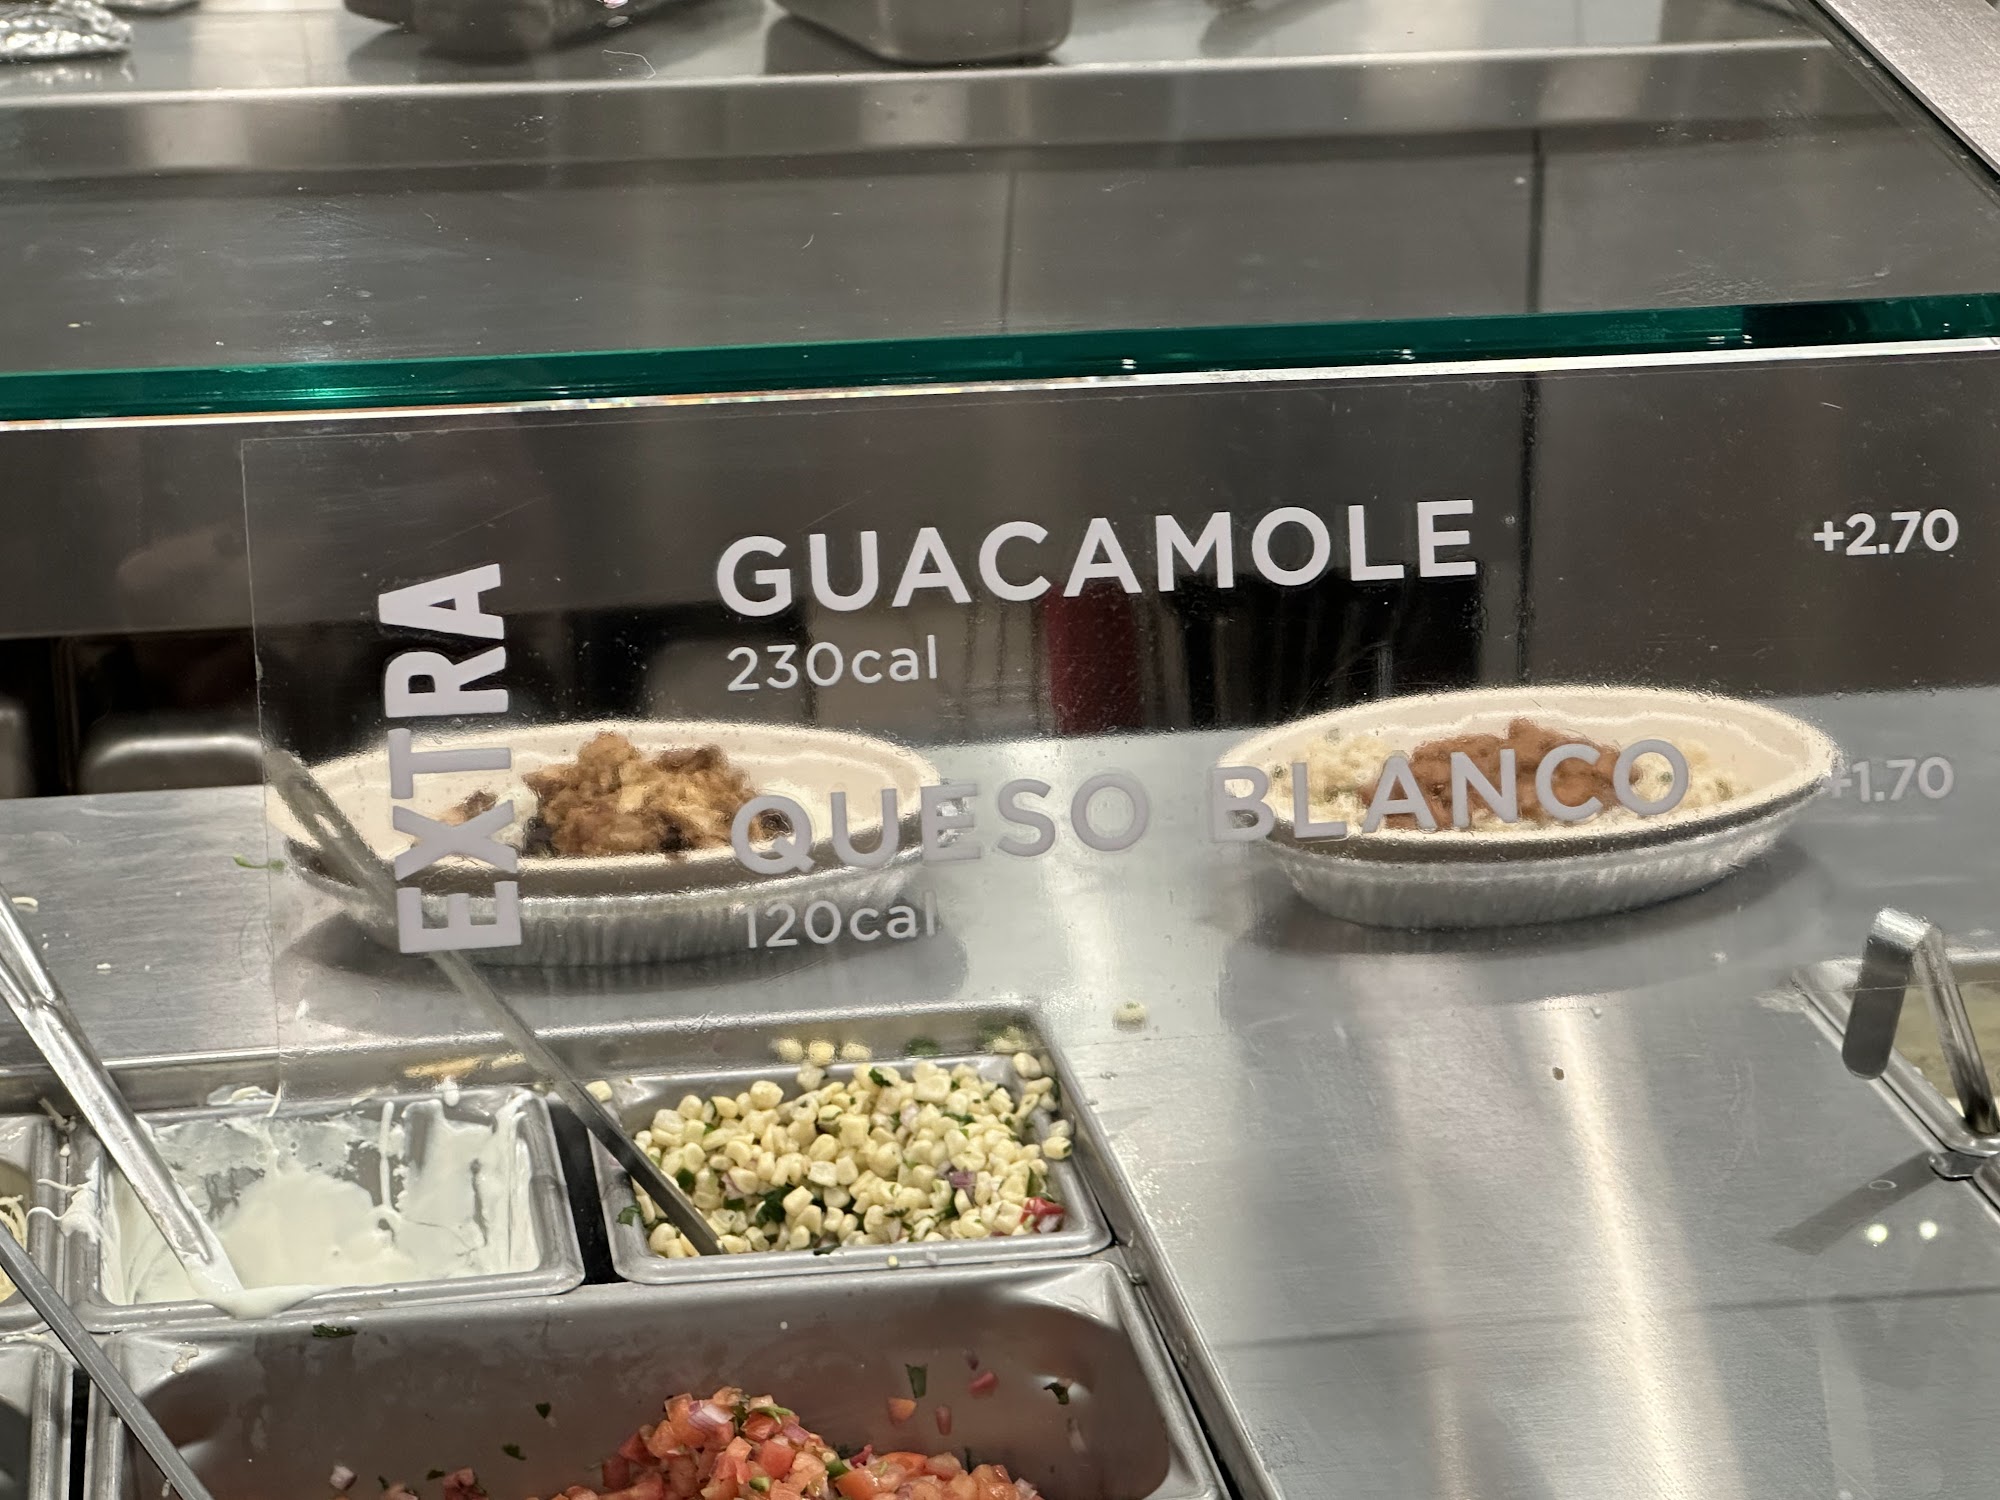 EXTRA
GUACAMOLE +2.70
230cal
QUESO BLANCO +1.70
120cal